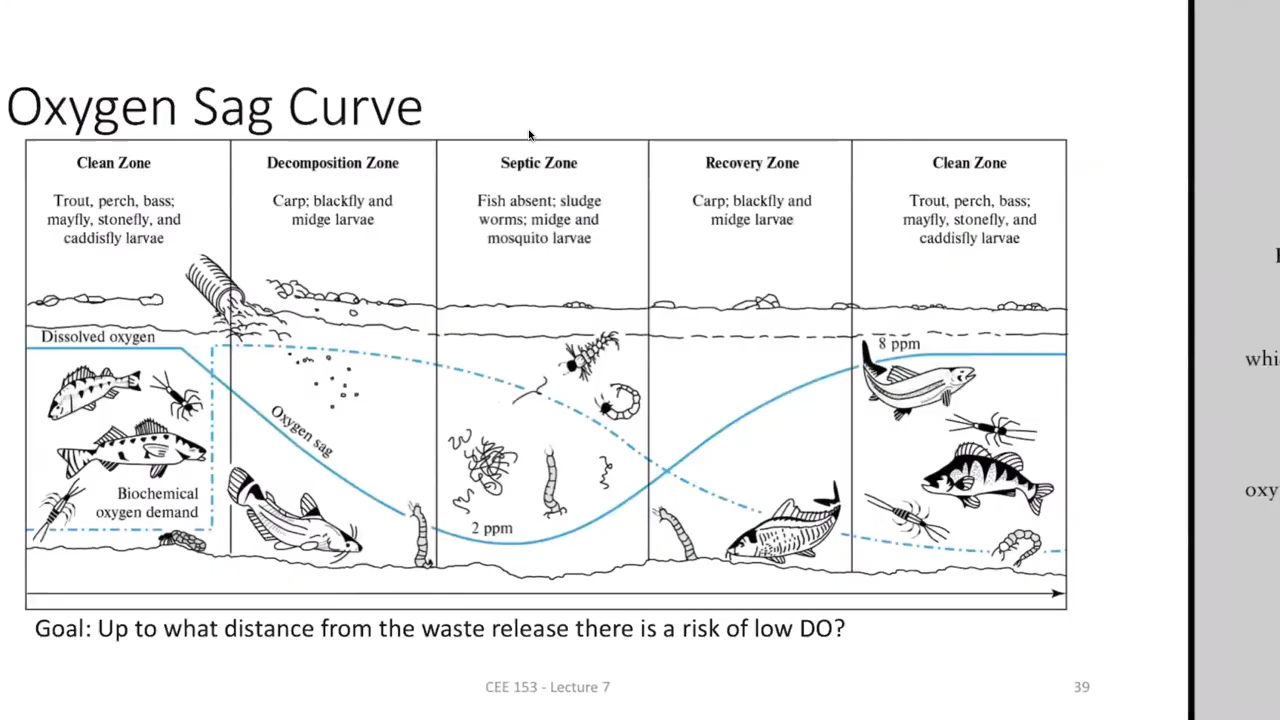 Oxygen Sag Curve
Clean Zone
Trout, perch, bass;
mayfly, stonefly, and
caddisfly larvae
Decomposition Zone
Carp; blackfly and
midge larvae
Septic Zone
Fish absent; sludge
worms; midge and
mosquito larvae
Recovery Zone
Carp; blackfly and
midge larvae
Clean Zone
Trout, perch, bass;
mayfly, stonefly, and
caddisfly larvae
Dissolved oxygen
8 ppm
Oxygen sag
Biochemical
oxygen demand
2 ppm
Goal: Up to what distance from the waste release there is a risk of low DO?
CEE 153 - Lecture 7
39
whi
oxy